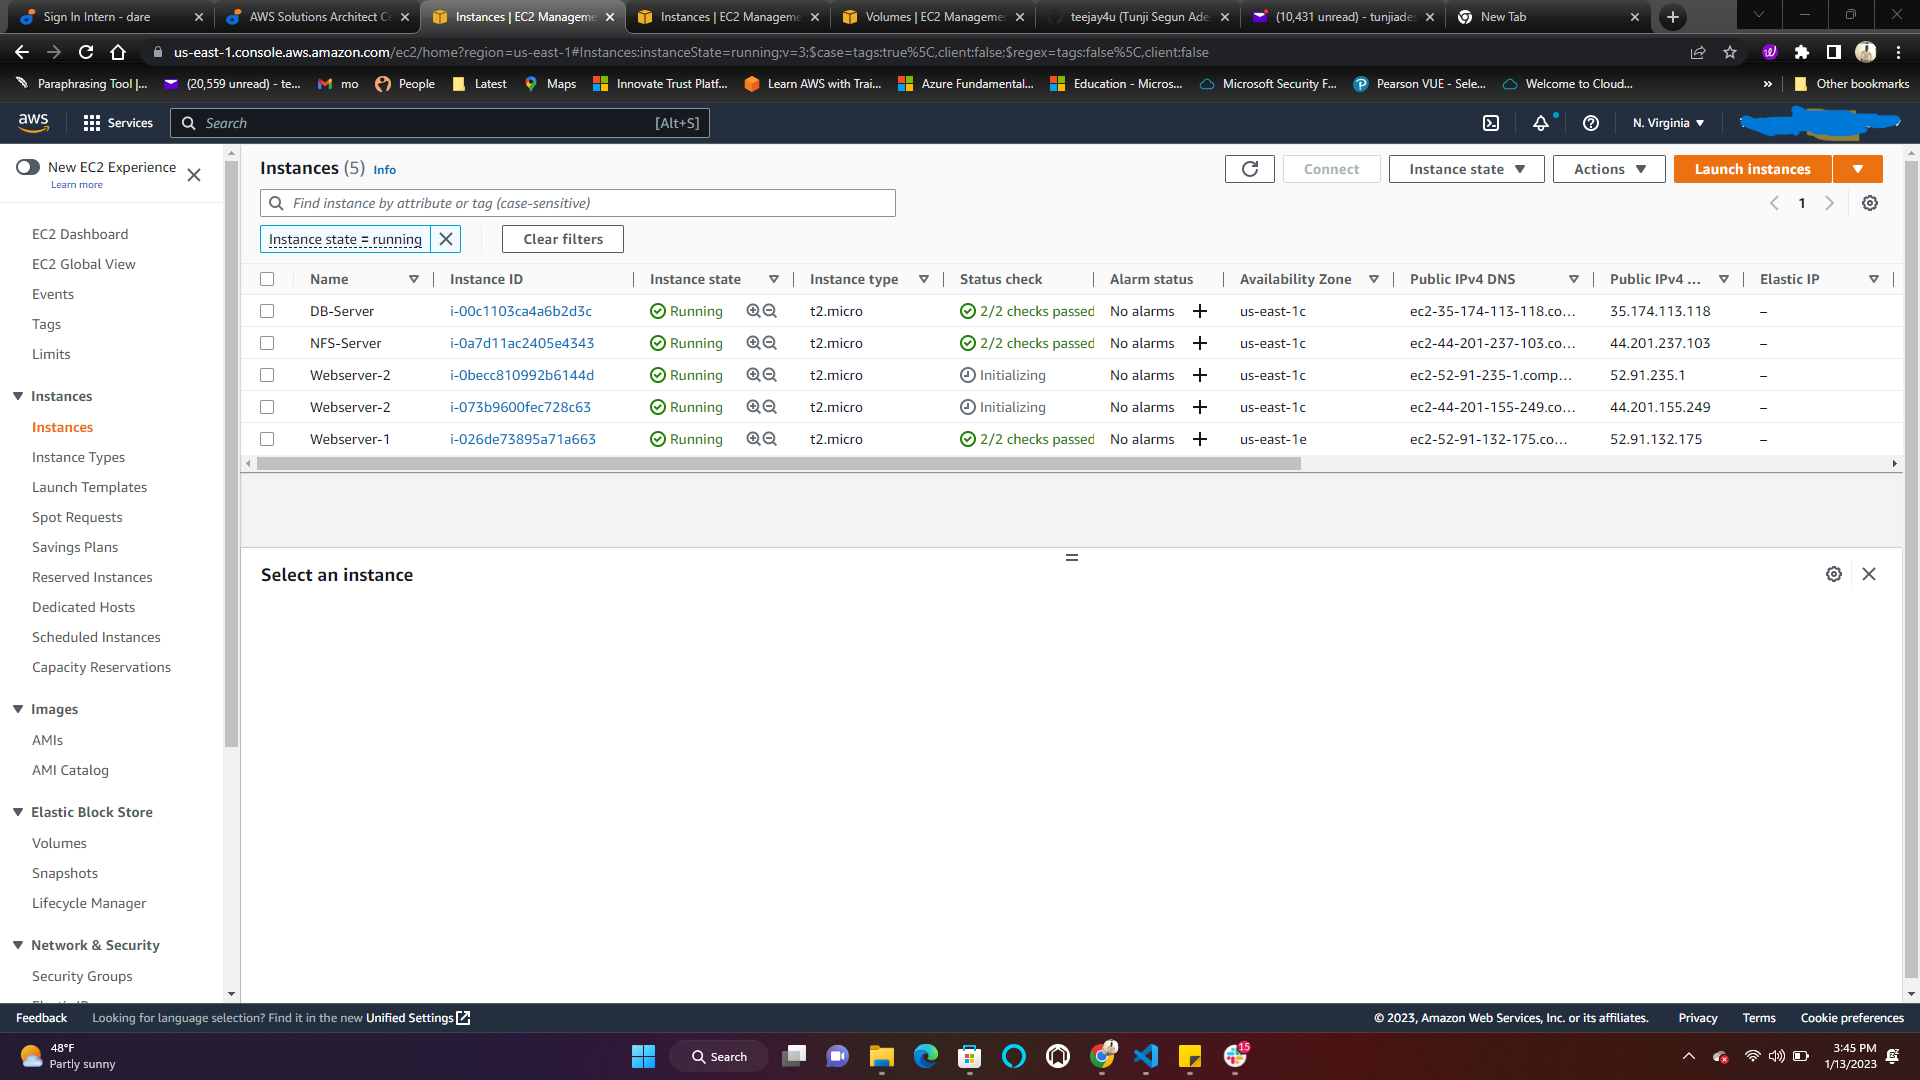 Sign In Intern - dare
AWS Solutions Architect Ce
Instances | EC2 Manageme
Instances | EC2 Manageme
Volumes | EC2 Managemen
teejay4u (Tunji Segun Ade
(10,431 unread) - tunjiades
New Tab
us-east-1.console.aws.amazon.com/ec2/home?region=us-east-1#Instances:instanceState=running;v=3;$case=tags:true%5C,client:false;$regex=tags:false%5C,client:false
Paraphrasing Tool |...
(20,559 unread) - te...
mo
People
Latest
Maps
Innovate Trust Platf...
Learn AWS with Trai...
Azure Fundamental...
Education - Micros...
Microsoft Security F...
Pearson VUE - Sele...
Welcome to Cloud...
»
Other bookmarks
aws
Services
Search
[Alt+S]
N. Virginia
New EC2 Experience
Learn more
EC2 Dashboard
EC2 Global View
Events
Tags
Limits
Instances
Instances
Instance Types
Launch Templates
Spot Requests
Savings Plans
Reserved Instances
Dedicated Hosts
Scheduled Instances
Capacity Reservations
Images
AMIs
AMI Catalog
Elastic Block Store
Volumes
Snapshots
Lifecycle Manager
Network & Security
Security Groups
Instances (5) Info
Connect
Instance state
Actions
Launch instances
Find instance by attribute or tag (case-sensitive)
1
Instance state = running
Clear filters
Name Instance ID Instance state Instance type Status check Alarm status Availability Zone Public IPv4 DNS Public IPv4 ... Elastic IP
DB-Server i-00c1103ca4a6b2d3c Running t2.micro 2/2 checks passed No alarms + us-east-1c ec2-35-174-113-118.co... 35.174.113.118 –
NFS-Server i-0a7d11ac2405e4343 Running t2.micro 2/2 checks passed No alarms + us-east-1c ec2-44-201-237-103.co... 44.201.237.103 –
Webserver-2 i-0becc810992b6144d Running t2.micro Initializing No alarms + us-east-1c ec2-52-91-235-1.comp... 52.91.235.1 –
Webserver-2 i-073b9600fec728c63 Running t2.micro Initializing No alarms + us-east-1c ec2-44-201-155-249.co... 44.201.155.249 –
Webserver-1 i-026de73895a71a663 Running t2.micro 2/2 checks passed No alarms + us-east-1e ec2-52-91-132-175.co... 52.91.132.175 –
Select an instance
Feedback
Looking for language selection? Find it in the new Unified Settings
© 2023, Amazon Web Services, Inc. or its affiliates.
Privacy
Terms
Cookie preferences
48°F
Partly sunny
Search
15
3:45 PM
1/13/2023